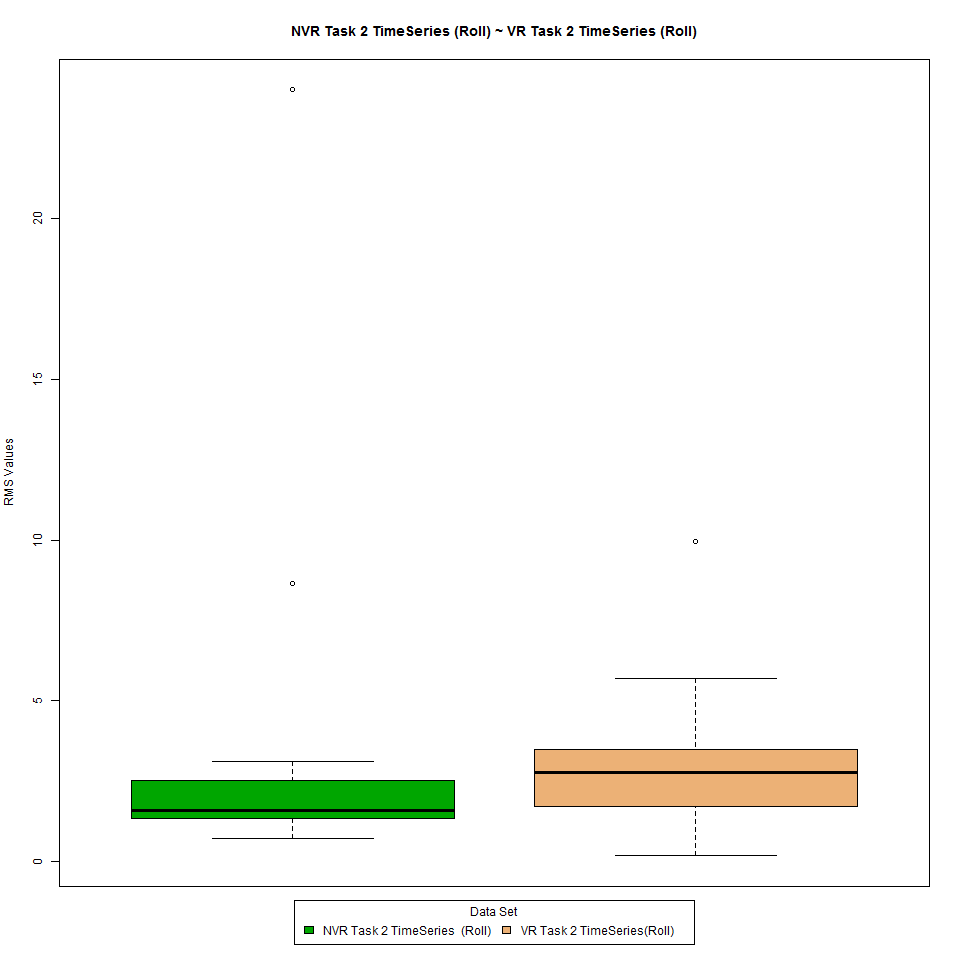 NVR Task 2 TimeSeries (Roll) ~ VR Task 2 TimeSeries (Roll)
RMS Values
20
15
10
5
0
Data Set
NVR Task 2 TimeSeries  (Roll) VR Task 2 TimeSeries(Roll)